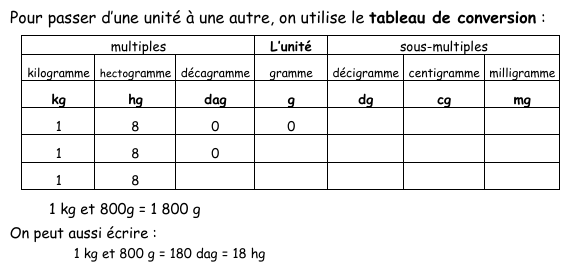 Pour passer d'une unité à une autre, on utilise le tableau de conversion :
multiples L'unité sous-multiples
kilogramme hectogramme décagramme gramme décigramme centigramme milligramme
kg hg dag g dg cg mg
1 8 0 0
1 8 0
1 8
1 kg et 800g = 1 800 g
On peut aussi écrire :
1 kg et 800 g = 180 dag = 18 hg